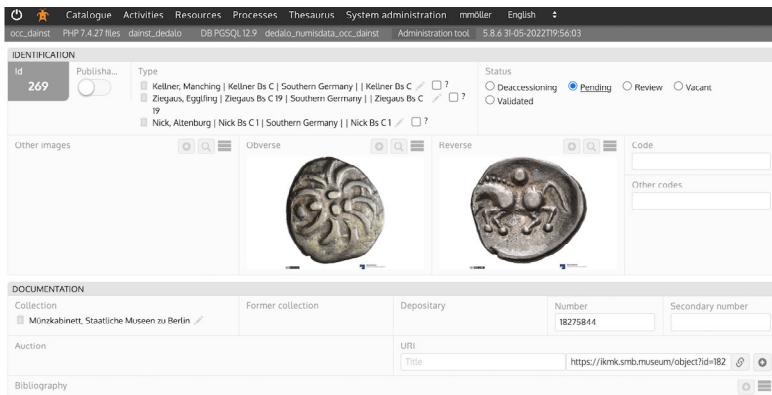 Catalogue Activities Resources Processes Thesaurus System administration mmöller English
occ_dainst PHP 7.4.27 files dainst_dedalo DB PGSQL12.9 dedalo_numisdata_occ_dainst Administration tool 5.8.6 31-05-2022T19:56:03
IDENTIFICATION
Id Publisha... Type Status
269
Kellner, Manching | Kellner Bs C | Southern Germany | | Kellner Bs C ?
Ziegaus, Egglfing | Ziegaus Bs C 19 | Southern Germany | | Ziegaus Bs C 19 ?
Nick, Altenburg | Nick Bs C 1 | Southern Germany | | Nick Bs C 1 ?
Deaccessioning Pending Review Vacant
Validated
Other images Obverse Reverse Code
Other codes
DOCUMENTATION
Collection Former collection Depositary Number Secondary number
Münzkabinett, Staatliche Museen zu Berlin 18275844
Auction URI
Title https://ikmk.smb.museum/object?id=182
Bibliography